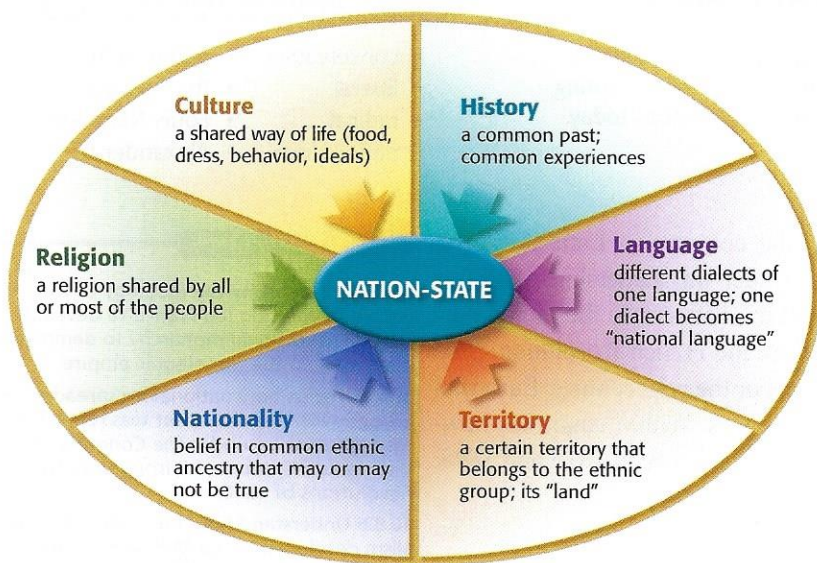 Culture
a shared way of life (food,
dress, behavior, ideals)
History
a common past;
common experiences
Religion
a religion shared by all
or most of the people
NATION-STATE
Language
different dialects of
one language; one
dialect becomes
"national language"
Nationality
belief in common ethnic
ancestry that may or may
not be true
Territory
a certain territory that
belongs to the ethnic
group; its "land"